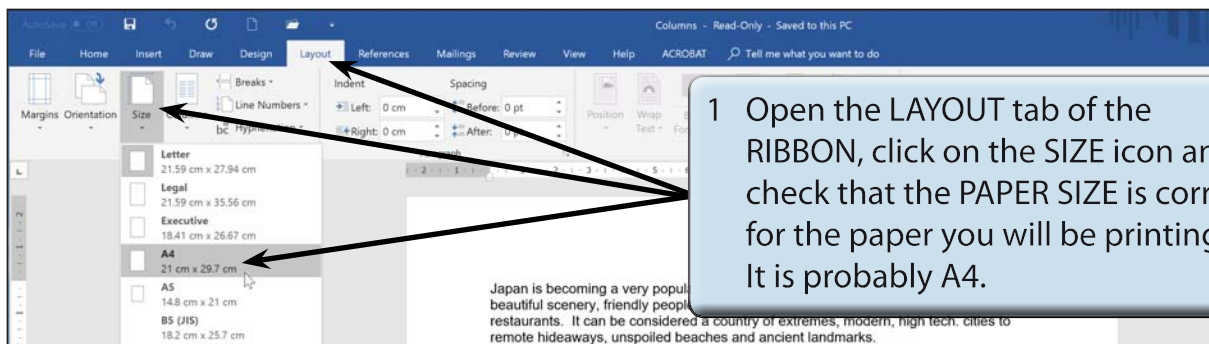 AutoSave Off
Columns - Read-Only - Saved to this PC
File Home Insert Draw Design Layout References Mailings Review View Help ACROBAT Tell me what you want to do
Breaks Indent Spacing
Line Numbers Left: 0 cm Before: 0 pt
Margins Orientation Size Hyphenation Right: 0 cm After: Position Wrap
Text
Letter
21.59 cm x 27.94 cm
Legal
21.59 cm x 35.56 cm
Executive
18.41 cm x 26.67 cm
A4
21 cm x 29.7 cm
A5
14.8 cm x 21 cm
B5 (JIS)
18.2 cm x 25.7 cm
1 Open the LAYOUT tab of the
RIBBON, click on the SIZE icon an
check that the PAPER SIZE is corr
for the paper you will be printing
It is probably A4.
Japan is becoming a very popul
beautiful scenery, friendly people
restaurants. It can be considered a country of extremes, modern, high tech. cities to
remote hideaways, unspoiled beaches and ancient landmarks.